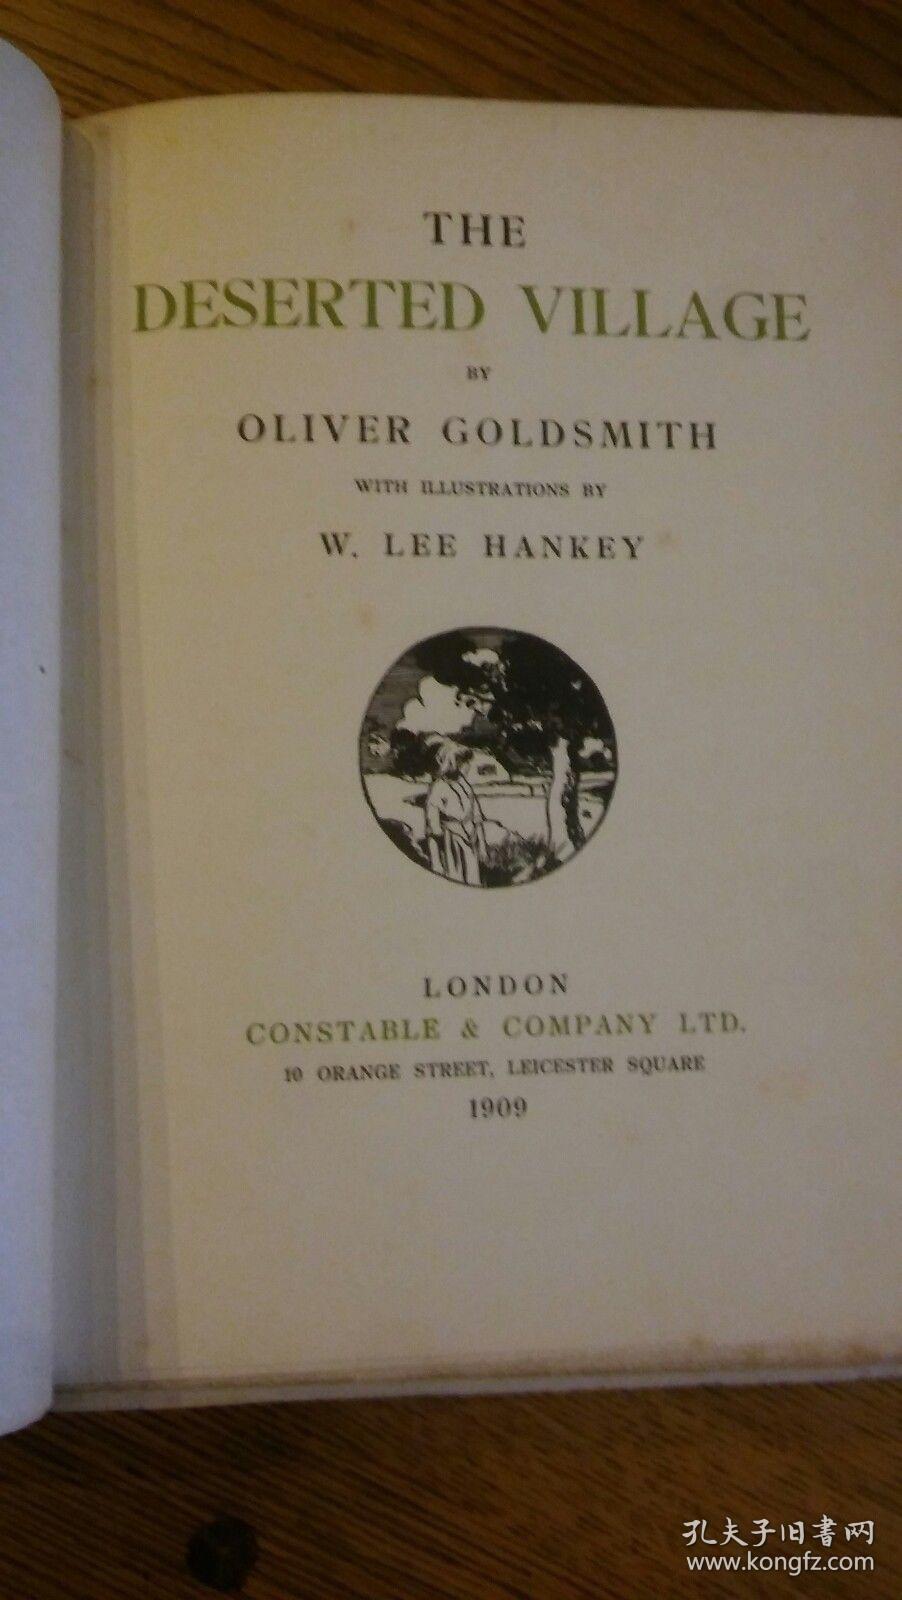 THE
DESERTED VILLAGE
BY
OLIVER GOLDSMITH
WITH ILLUSTRATIONS BY
W. LEE HANKEY
LONDON
CONSTABLE & COMPANY LTD.
10 ORANGE STREET, LEICESTER SQUARE
1909
孔夫子旧書网
www.kongfz.com